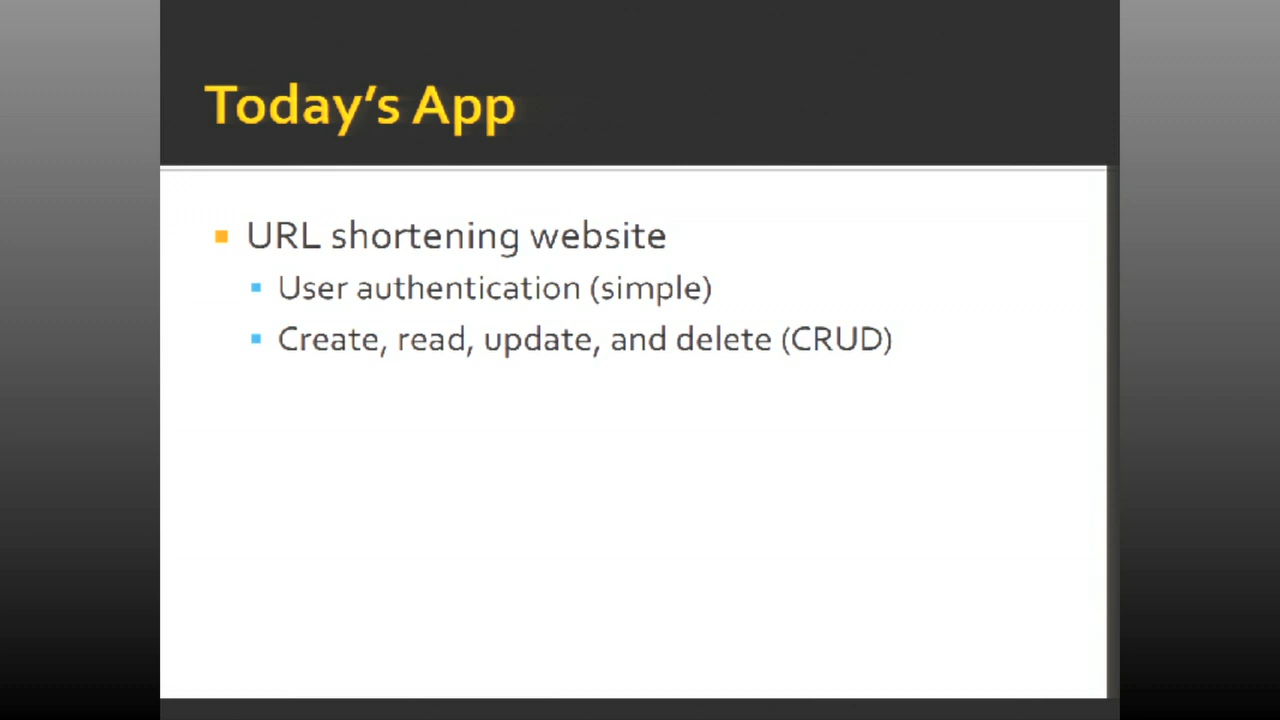 Today's App
URL shortening website
User authentication (simple)
Create, read, update, and delete (CRUD)